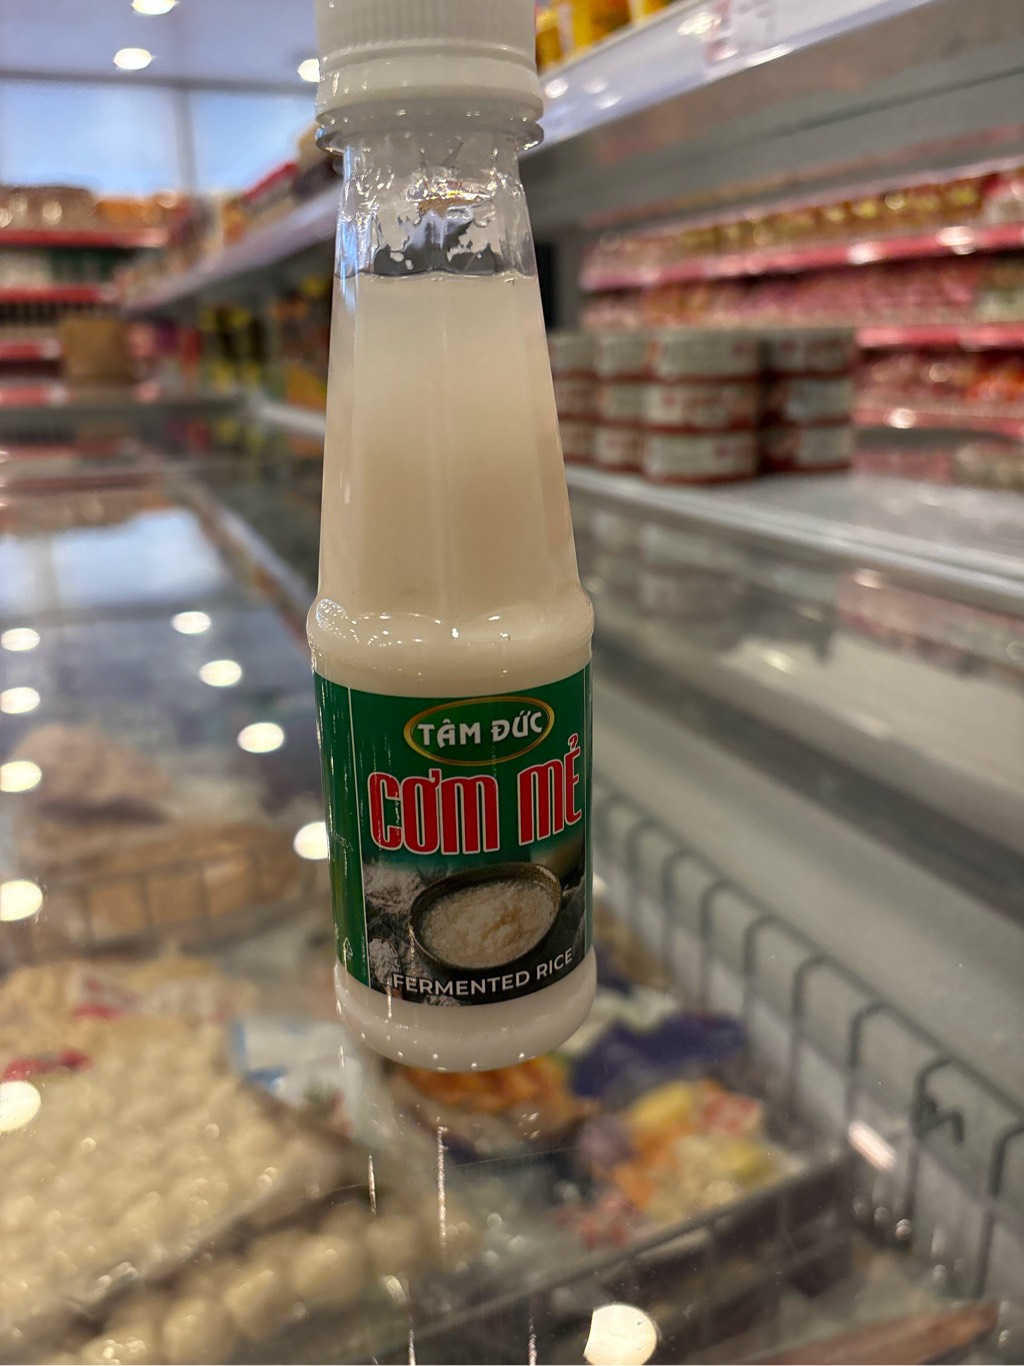 TÂM ĐỨC
CƠM MẺ
FERMENTED RICE